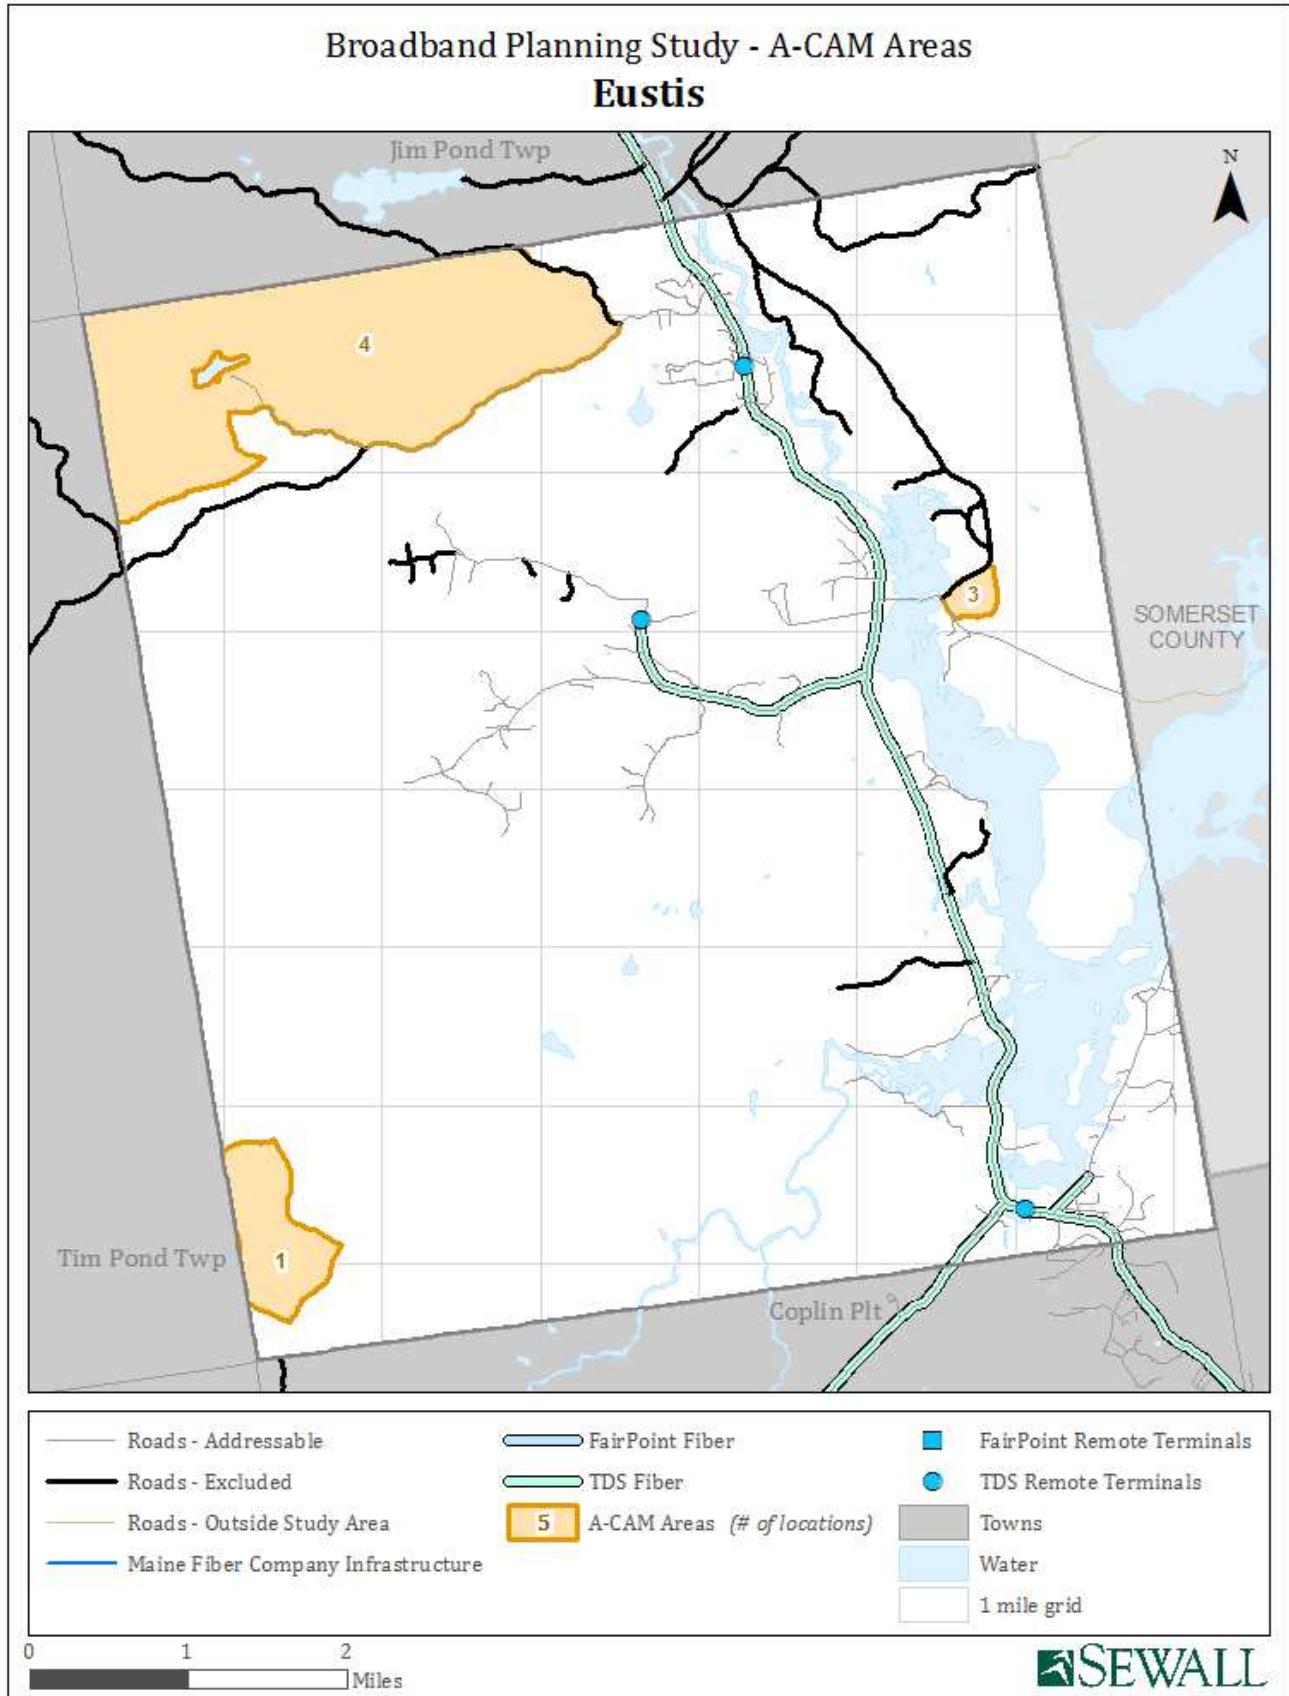 Broadband Planning Study - A-CAM Areas
Eustis
Jim Pond Twp
N
4
3
SOMERSET
COUNTY
Tim Pond Twp
1
Coplin Plt
Roads - Addressable
Roads - Excluded
Roads - Outside Study Area
Maine Fiber Company Infrastructure
FairPoint Fiber
TDS Fiber
5 A-CAM Areas (# of locations)
FairPoint Remote Terminals
TDS Remote Terminals
Towns
Water
1 mile grid
0 1 2
Miles
SEWALL